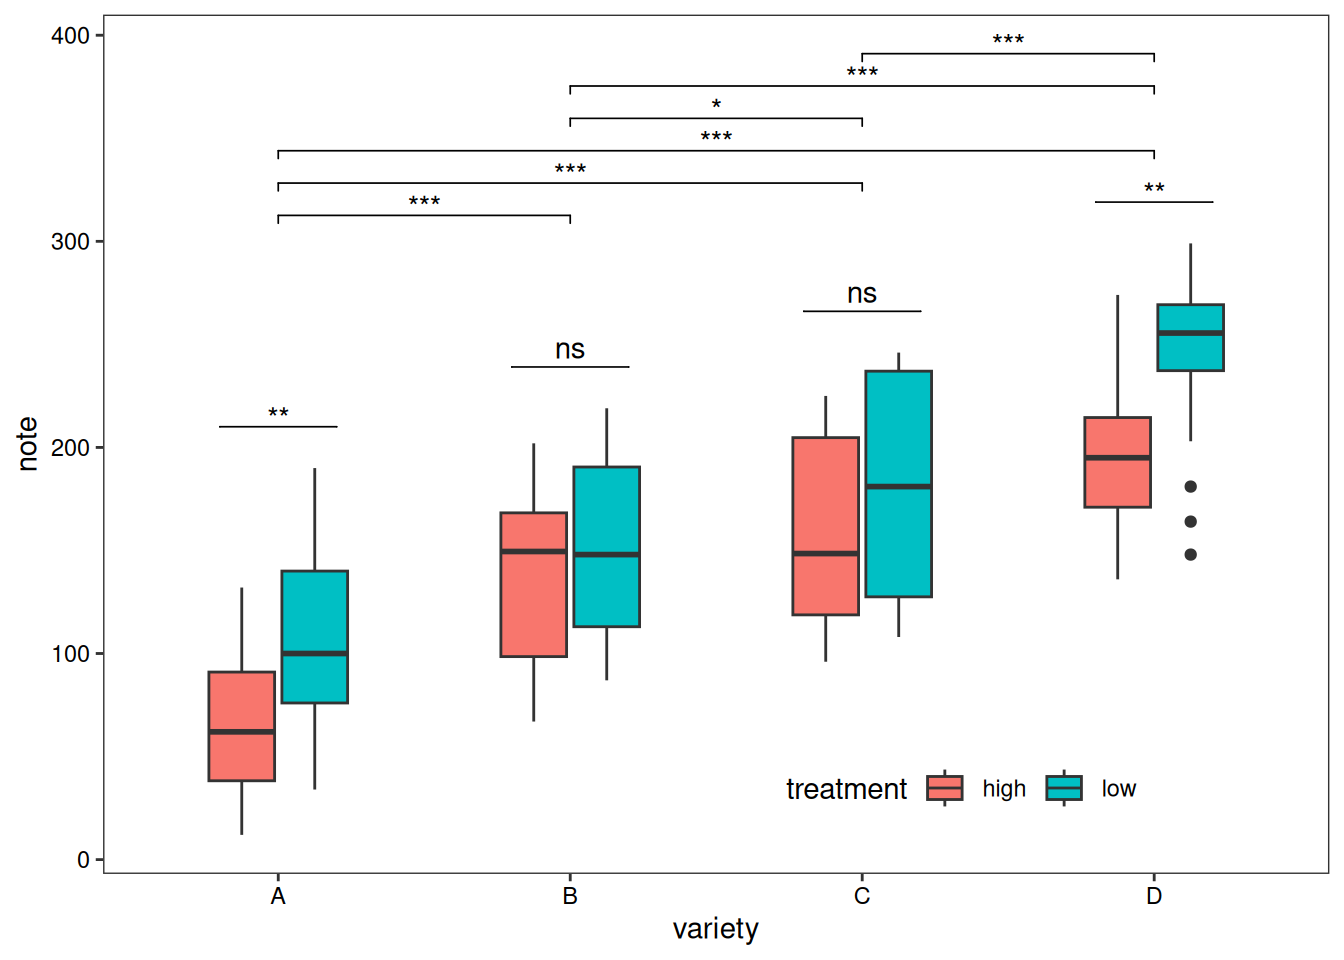 400
***
***
*
***
***
***
**
300
ns
ns
**
200
note
100
treatment high low
0
A B C D
variety